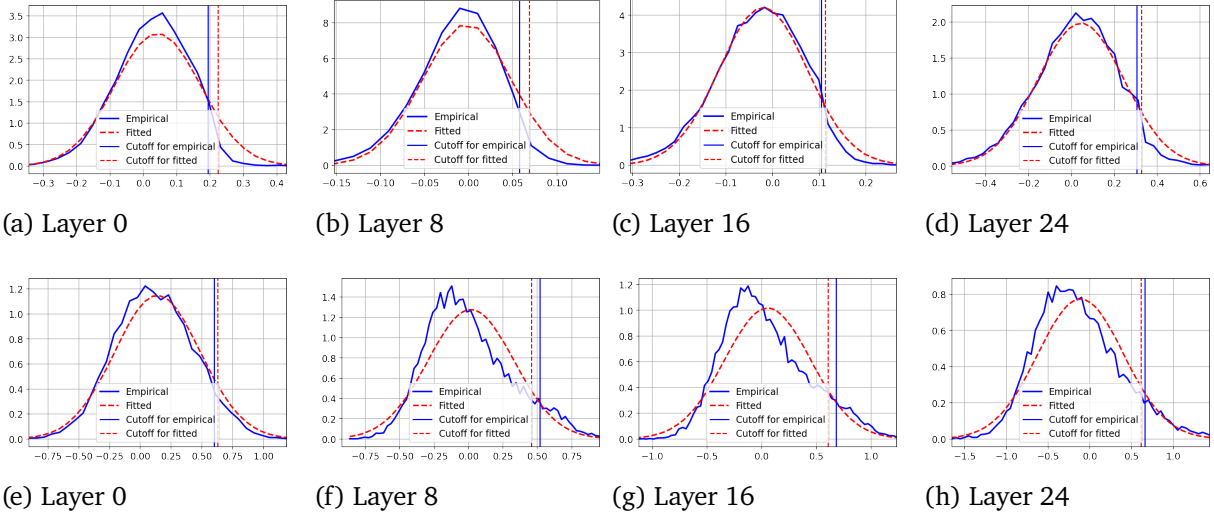 3.5
3.0
2.5
2.0
1.5
1.0
0.5
0.0
Empirical
Fitted
Cutoff for empirical
Cutoff for fitted
−0.3 −0.2 −0.1 0.0 0.1 0.2 0.3 0.4
(a) Layer 0
8
6
4
2
0
Empirical
Fitted
Cutoff for empirical
Cutoff for fitted
−0.15 −0.10 −0.05 0.00 0.05 0.10
(b) Layer 8
4
3
2
1
0
Empirical
Fitted
Cutoff for empirical
Cutoff for fitted
−0.3 −0.2 −0.1 0.0 0.1 0.2
(c) Layer 16
2.0
1.5
1.0
0.5
0.0
Empirical
Fitted
Cutoff for empirical
Cutoff for fitted
−0.4 −0.2 0.0 0.2 0.4 0.6
(d) Layer 24
1.2
1.0
0.8
0.6
0.4
0.2
0.0
Empirical
Fitted
Cutoff for empirical
Cutoff for fitted
−0.75 −0.50 −0.25 0.00 0.25 0.50 0.75 1.00
(e) Layer 0
1.4
1.2
1.0
0.8
0.6
0.4
0.2
0.0
Empirical
Fitted
Cutoff for empirical
Cutoff for fitted
−0.75 −0.50 −0.25 0.00 0.25 0.50 0.75
(f) Layer 8
1.2
1.0
0.8
0.6
0.4
0.2
0.0
Empirical
Fitted
Cutoff for empirical
Cutoff for fitted
−1.0 −0.5 0.0 0.5 1.0
(g) Layer 16
0.8
0.6
0.4
0.2
0.0
Empirical
Fitted
Cutoff for empirical
Cutoff for fitted
−1.5 −1.0 −0.5 0.0 0.5 1.0
(h) Layer 24